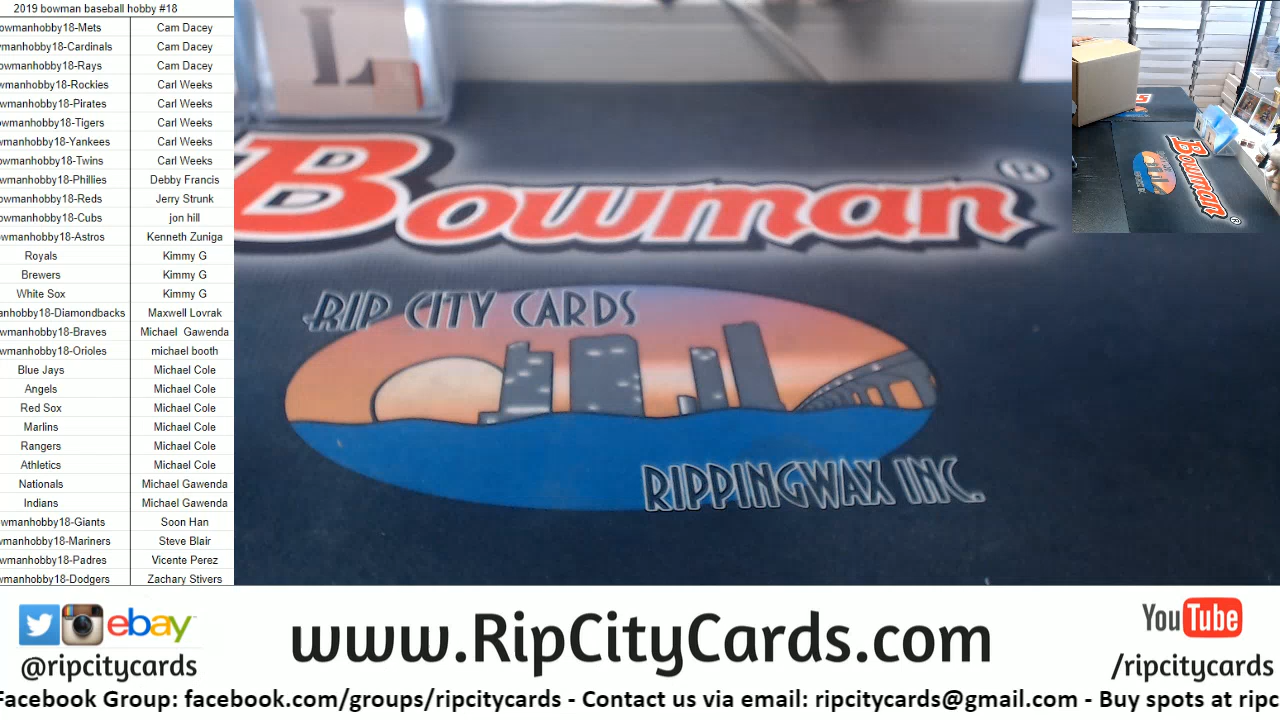 2019 bowman baseball hobby #18
owmanhobby18-Mets Cam Dacey
wmanhobby18-Cardinals Cam Dacey
owmanhobby18-Rays Cam Dacey
wmanhobby18-Rockies Carl Weeks
owmanhobby18-Pirates Carl Weeks
owmanhobby18-Tigers Carl Weeks
wmanhobby18-Yankees Carl Weeks
owmanhobby18-Twins Carl Weeks
wmanhobby18-Phillies Debby Francis
owmanhobby18-Reds Jerry Strunk
owmanhobby18-Cubs jon hill
owmanhobby18-Astros Kenneth Zuniga
Royals Kimmy G
Brewers Kimmy G
White Sox Kimmy G
anhobby18-Diamondbacks Maxwell Lovrak
wmanhobby18-Braves Michael Gawenda
wmanhobby18-Orioles michael booth
Blue Jays Michael Cole
Angels Michael Cole
Red Sox Michael Cole
Marlins Michael Cole
Rangers Michael Cole
Athletics Michael Cole
Nationals Michael Gawenda
Indians Michael Gawenda
wmanhobby18-Giants Soon Han
wmanhobby18-Mariners Steve Blair
wmanhobby18-Padres Vicente Perez
wmanhobby18-Dodgers Zachary Stivers
L
Bowman®
RIP CITY CARDS
RIPPINGWAX INC.
Bowman®
ebay™
@ripcitycards
www.RipCityCards.com
YouTube
/ripcitycards
Facebook Group: facebook.com/groups/ripcitycards - Contact us via email: ripcitycards@gmail.com - Buy spots at ripc